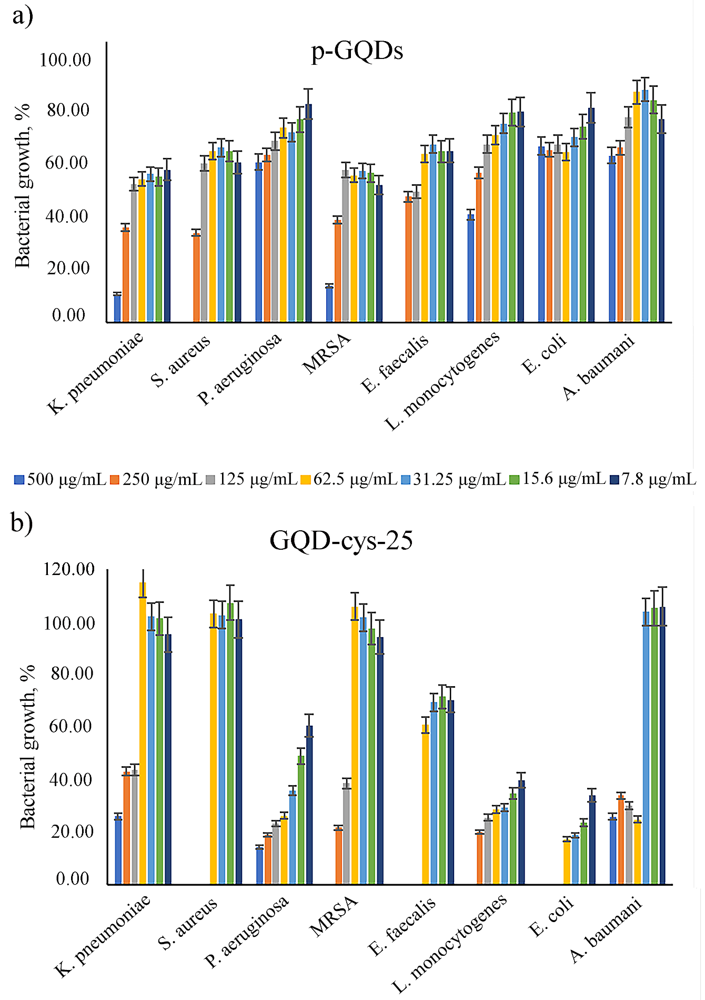 a)
p-GQDs
Bacterial growth, %
100.00
80.00
60.00
40.00
20.00
0.00
K. pneumoniae
S. aureus
P. aeruginosa
MRSA
E. faecalis
L. monocytogenes
E. coli
A. baumani
500 μg/mL 250 μg/mL 125 μg/mL 62.5 μg/mL 31.25 μg/mL 15.6 μg/mL 7.8 μg/mL
b)
GQD-cys-25
Bacterial growth, %
120.00
100.00
80.00
60.00
40.00
20.00
0.00
K. pneumoniae
S. aureus
P. aeruginosa
MRSA
E. faecalis
L. monocytogenes
E. coli
A. baumani